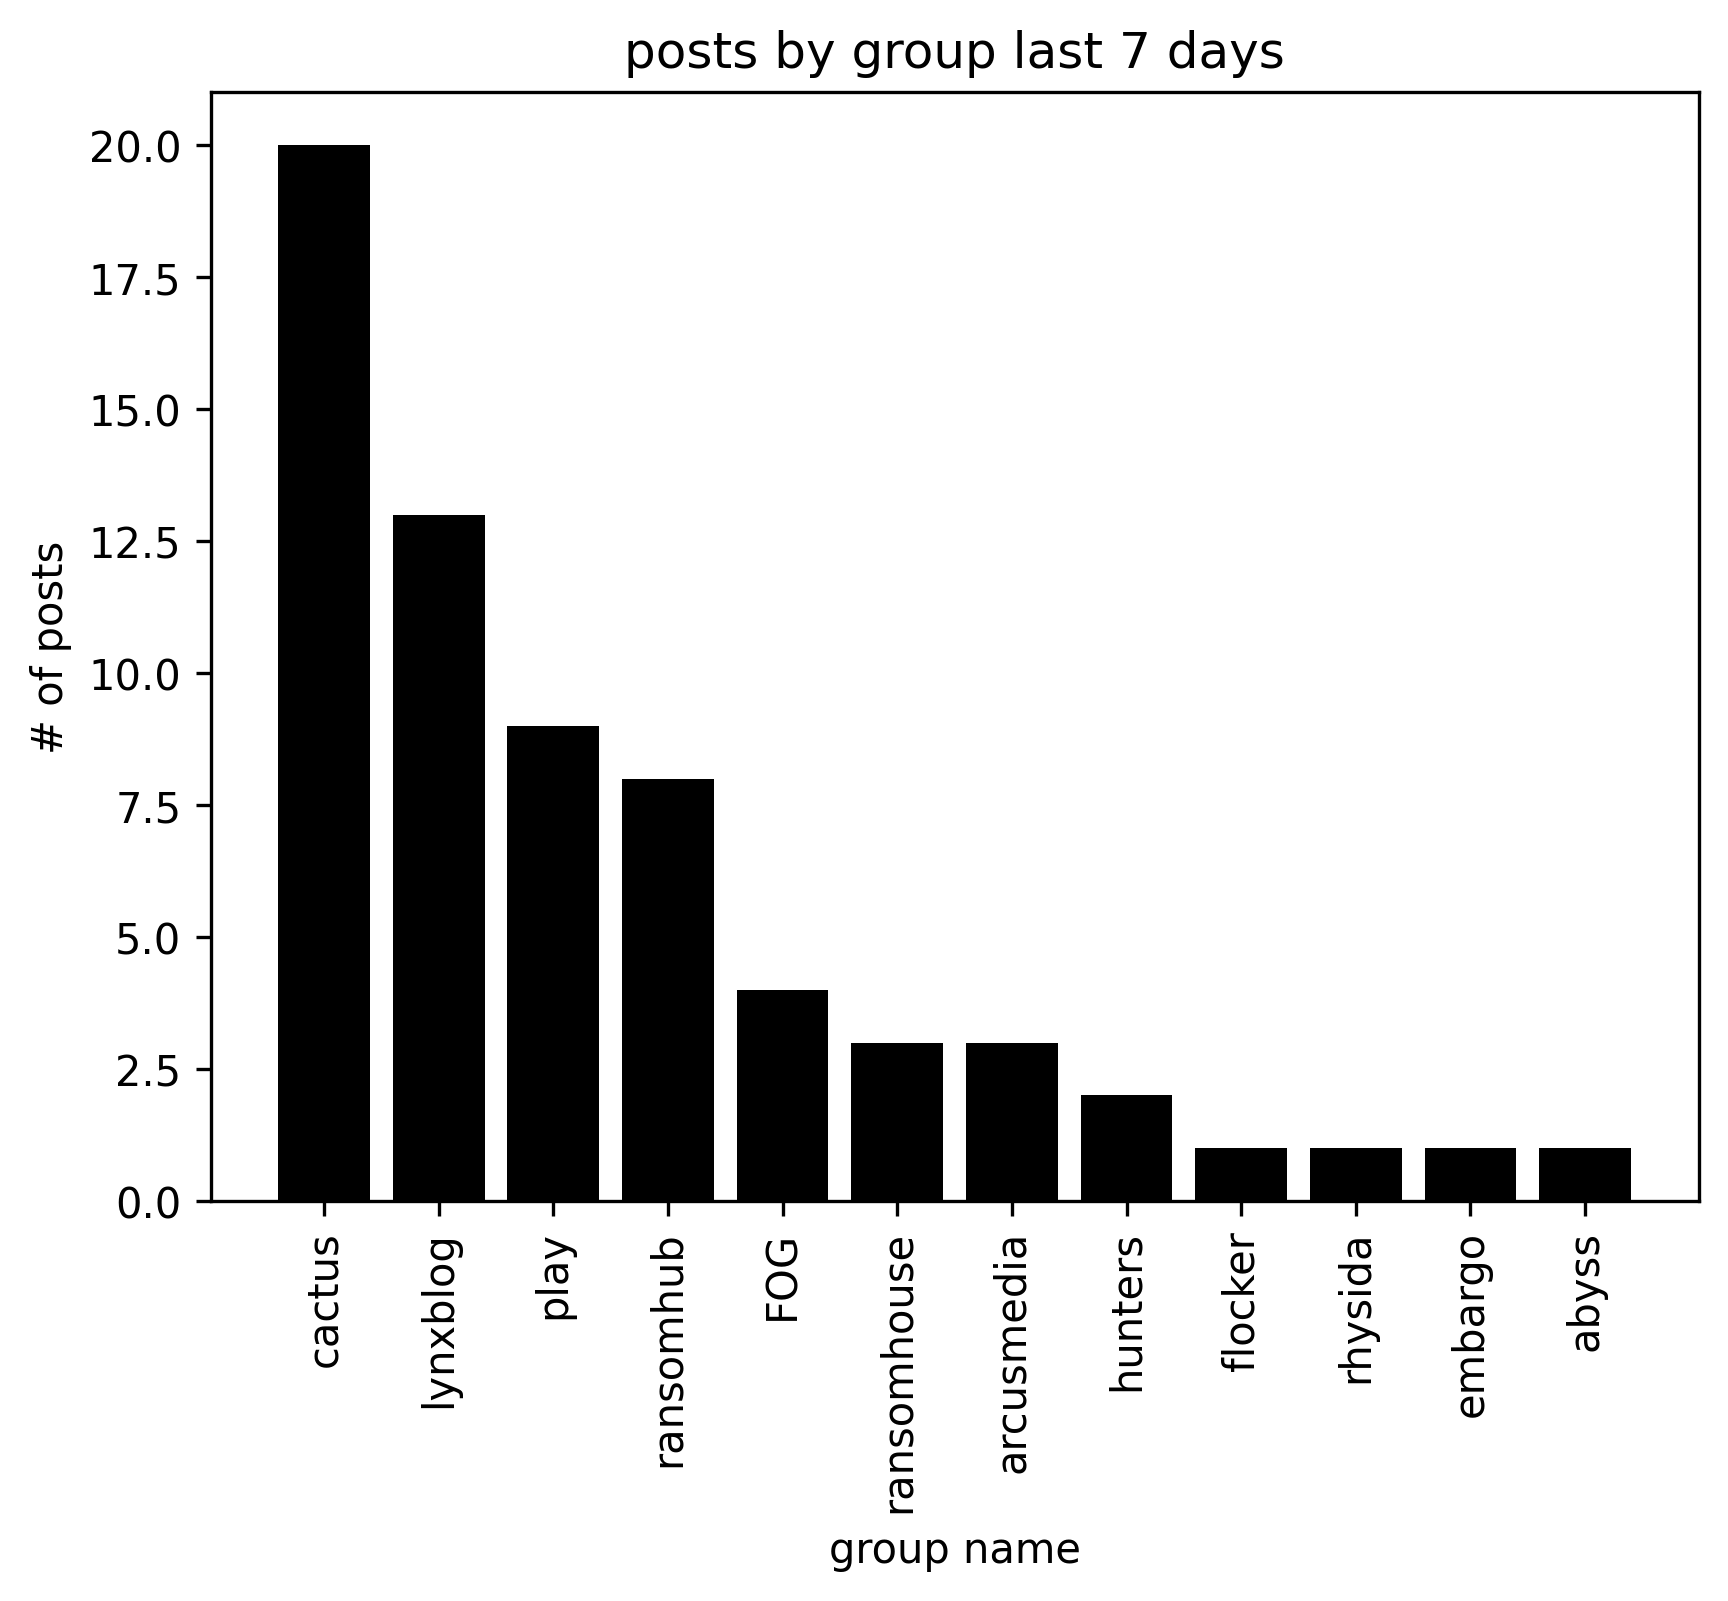 posts by group last 7 days
# of posts
20.0
17.5
15.0
12.5
10.0
7.5
5.0
2.5
0.0
cactus
lynxblog
play
ransomhub
FOG
ransomhouse
arcusmedia
hunters
flocker
rhysida
embargo
abyss
group name